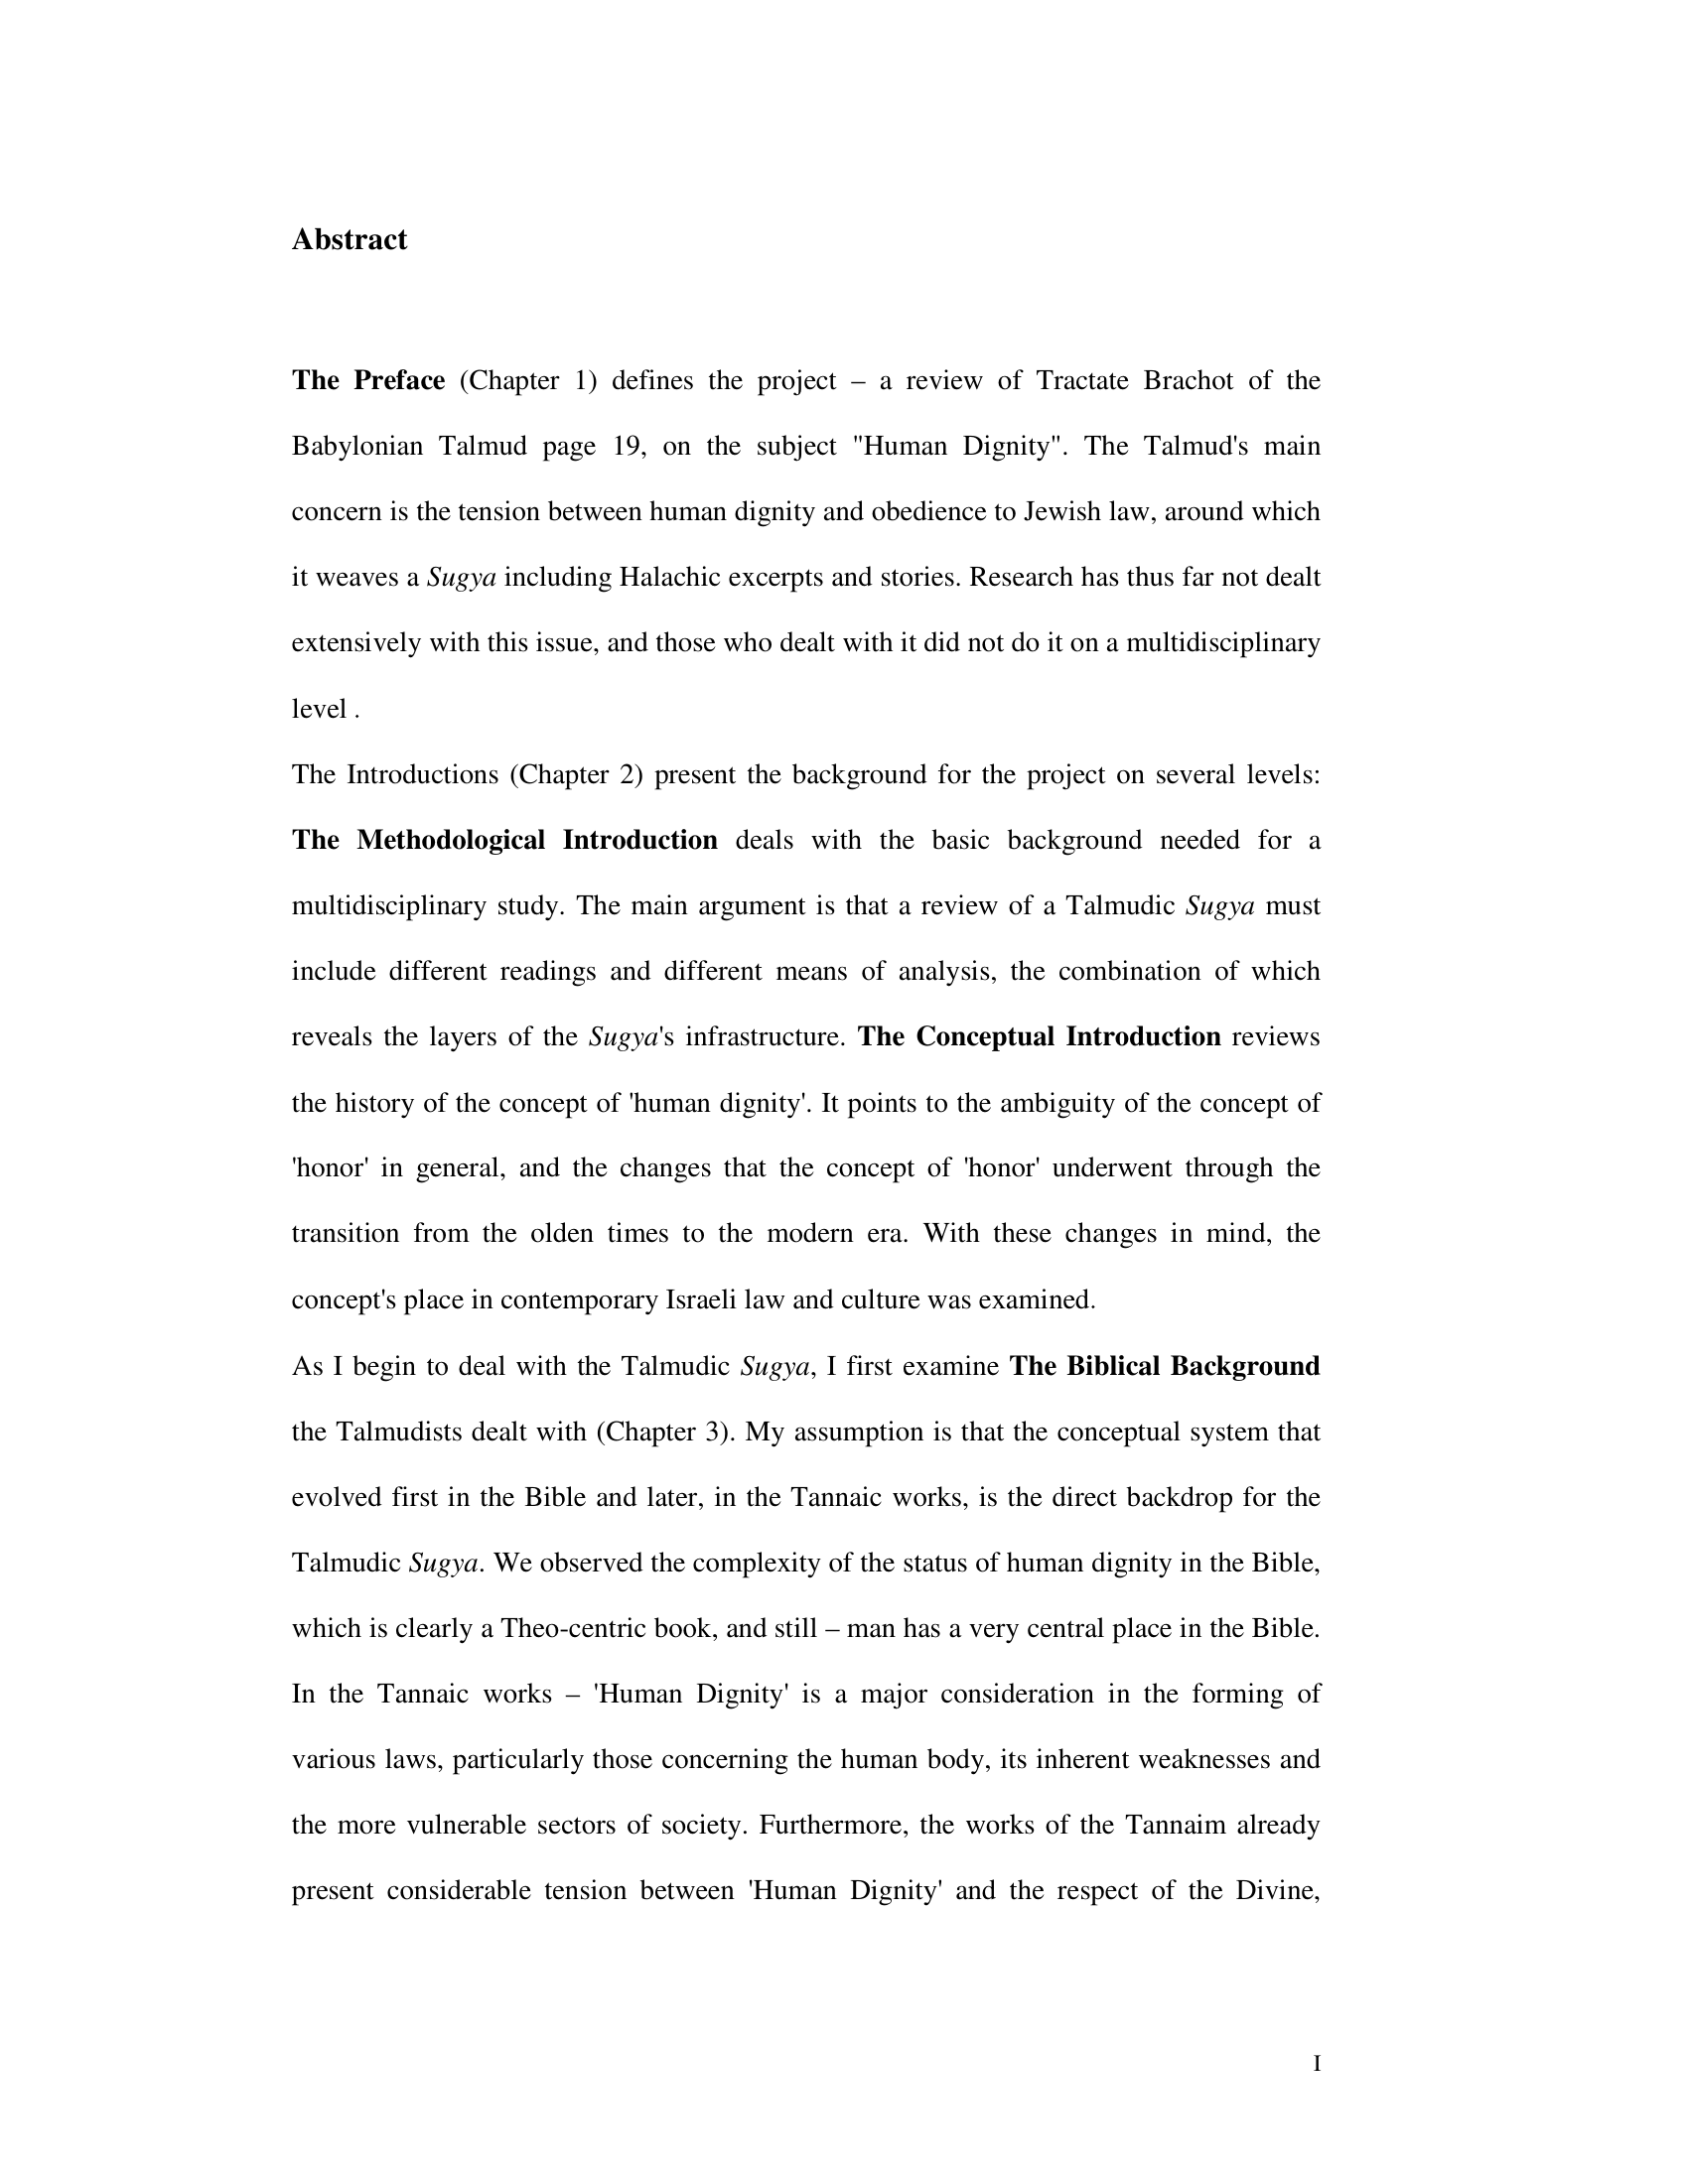 Abstract
The Preface (Chapter 1) defines the project – a review of Tractate Brachot of the
Babylonian Talmud page 19, on the subject "Human Dignity". The Talmud's main
concern is the tension between human dignity and obedience to Jewish law, around which
it weaves a Sugya including Halachic excerpts and stories. Research has thus far not dealt
extensively with this issue, and those who dealt with it did not do it on a multidisciplinary
level .
The Introductions (Chapter 2) present the background for the project on several levels:
The Methodological Introduction deals with the basic background needed for a
multidisciplinary study. The main argument is that a review of a Talmudic Sugya must
include different readings and different means of analysis, the combination of which
reveals the layers of the Sugya's infrastructure. The Conceptual Introduction reviews
the history of the concept of 'human dignity'. It points to the ambiguity of the concept of
'honor' in general, and the changes that the concept of 'honor' underwent through the
transition from the olden times to the modern era. With these changes in mind, the
concept's place in contemporary Israeli law and culture was examined.
As I begin to deal with the Talmudic Sugya, I first examine The Biblical Background
the Talmudists dealt with (Chapter 3). My assumption is that the conceptual system that
evolved first in the Bible and later, in the Tannaic works, is the direct backdrop for the
Talmudic Sugya. We observed the complexity of the status of human dignity in the Bible,
which is clearly a Theo-centric book, and still – man has a very central place in the Bible.
In the Tannaic works – 'Human Dignity' is a major consideration in the forming of
various laws, particularly those concerning the human body, its inherent weaknesses and
the more vulnerable sectors of society. Furthermore, the works of the Tannaim already
present considerable tension between 'Human Dignity' and the respect of the Divine,
I